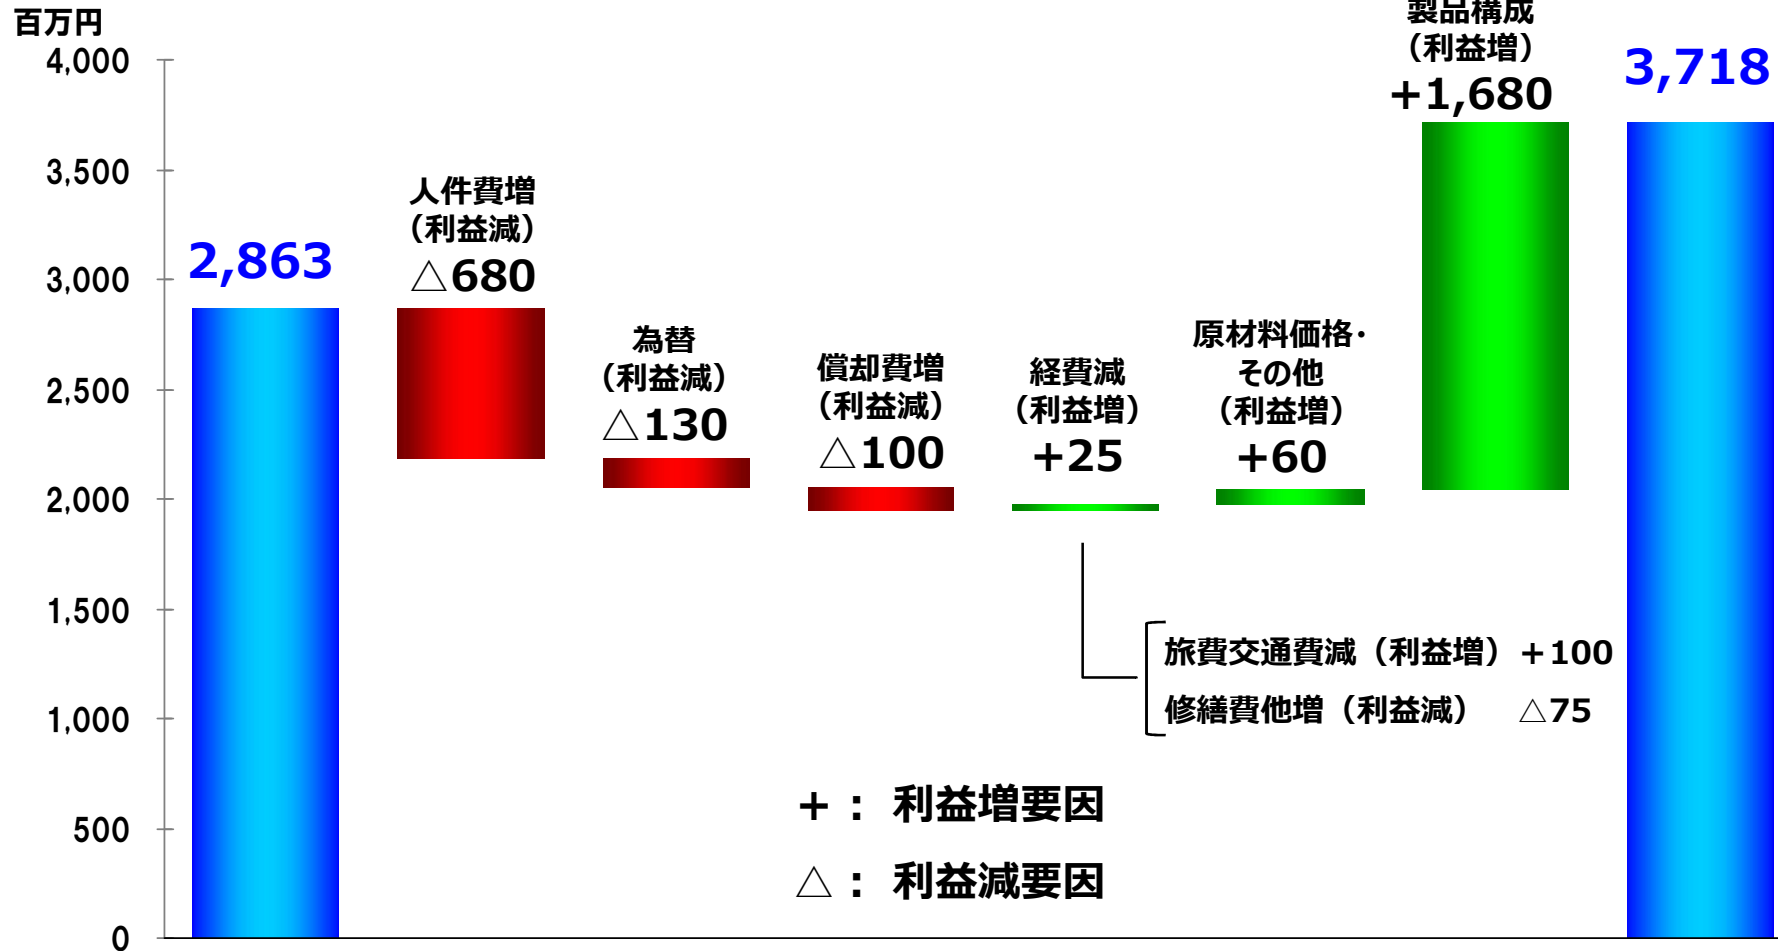 百万円
4,000
3,500
3,000
2,500
2,000
1,500
1,000
500
0
2,863
人件費増
（利益減）
△680
為替
（利益減）
△130
償却費増
（利益減）
△100
経費減
（利益増）
+25
原材料価格・
その他
（利益増）
+60
製品構成
（利益増）
+1,680
3,718
旅費交通費減（利益増）+100
修繕費他増（利益減） △75
+： 利益増要因
△： 利益減要因